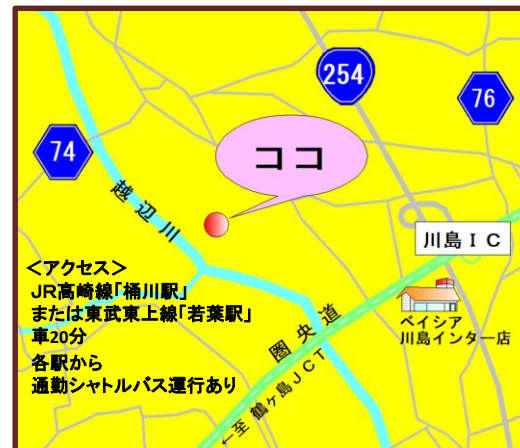 254
76
74
ココ
越辺川
川島IC
<アクセス>
JR高崎線「桶川駅」
または東武東上線「若葉駅」
車20分
各駅から
通勤シャトルバス運行あり
圏央道
←至 鶴ヶ島JCT
ベイシア
川島インター店